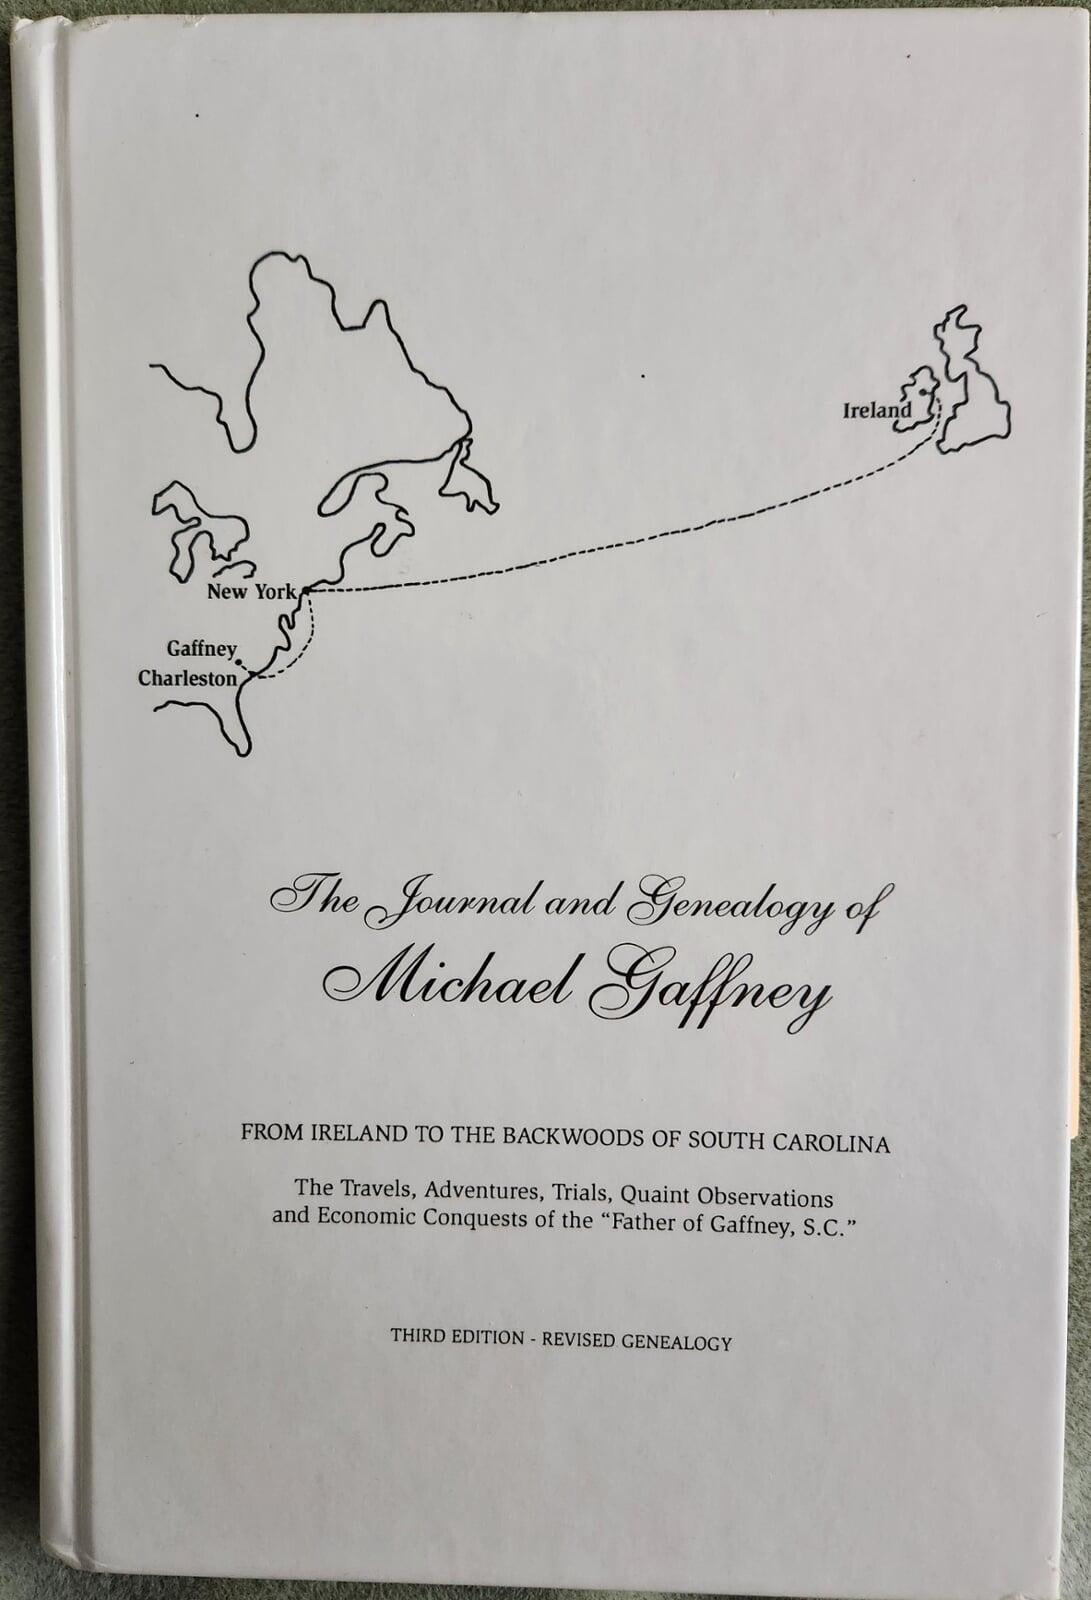 Ireland
New York
Gaffney
Charleston
The Journal and Genealogy of
Michael Gaffney
FROM IRELAND TO THE BACKWOODS OF SOUTH CAROLINA
The Travels, Adventures, Trials, Quaint Observations
and Economic Conquests of the “Father of Gaffney, S.C.”
THIRD EDITION - REVISED GENEALOGY